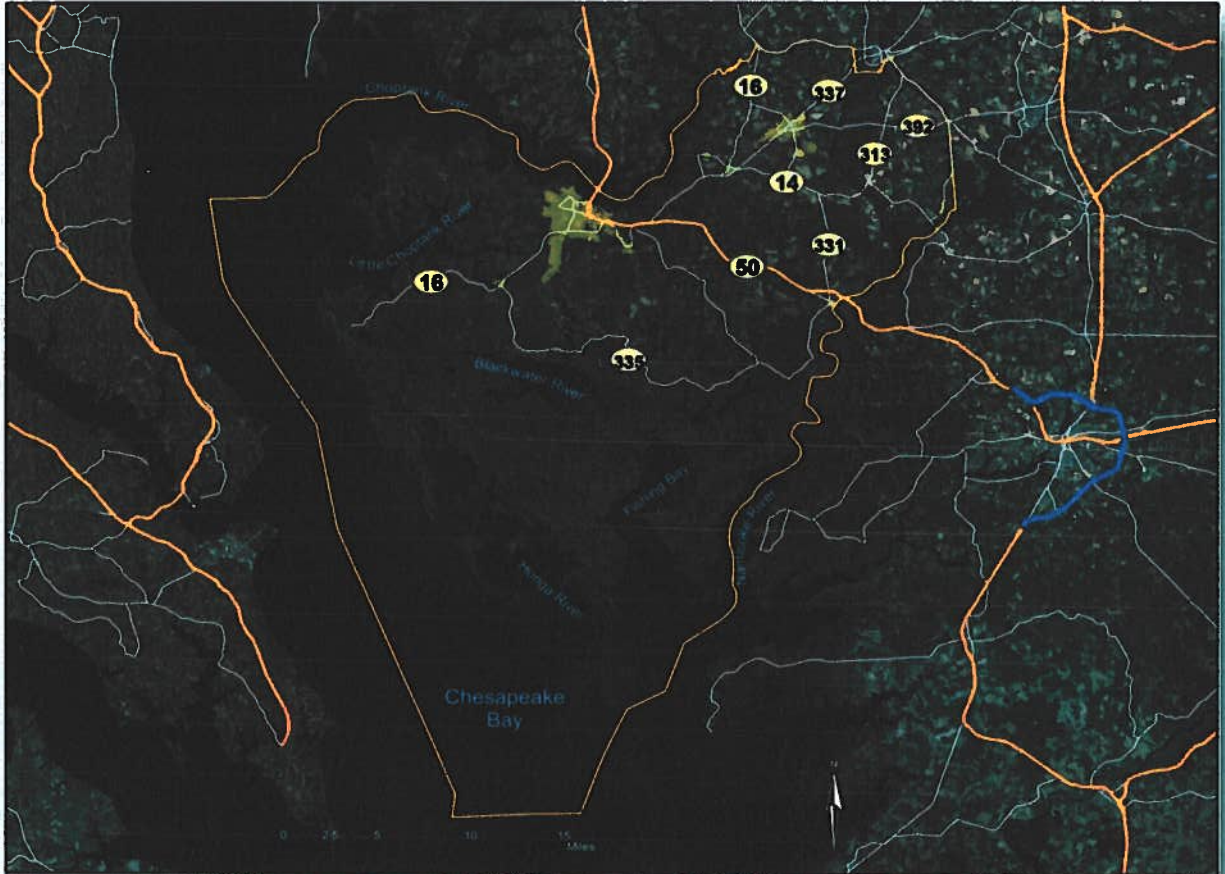 Choptank River
16
337
392
313
14
Little Choptank River
331
50
16
335
Blackwater River
Fishing Bay
Nanticoke River
Honga River
Chesapeake
Bay
N
0 2.5 5 10 15
Miles